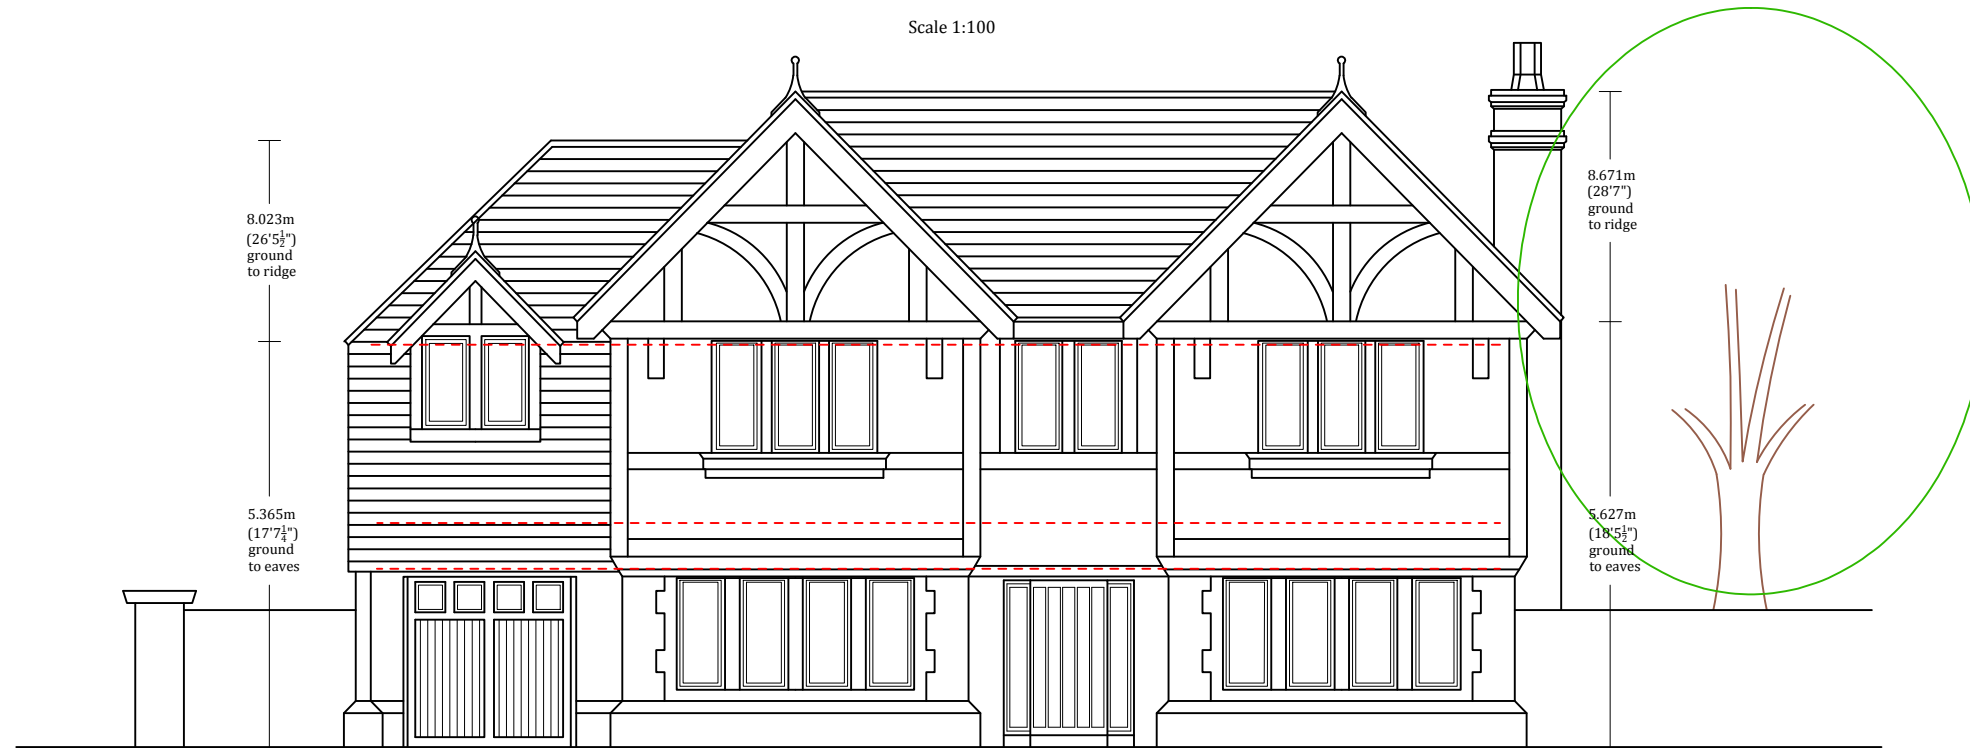 Scale 1:100
8.023m
(26'5½")
ground
to ridge
5.365m
(17'7¼")
ground
to eaves
8.671m
(28'7")
ground
to ridge
5.627m
(18'5½")
ground
to eaves